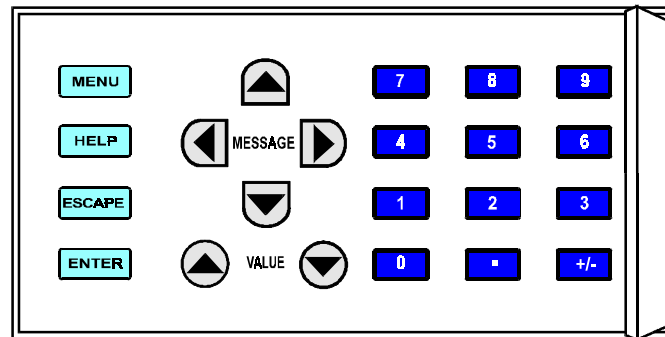 MENU 7 8 9
HELP MESSAGE 4 5 6
ESCAPE 1 2 3
ENTER VALUE 0 . +/-